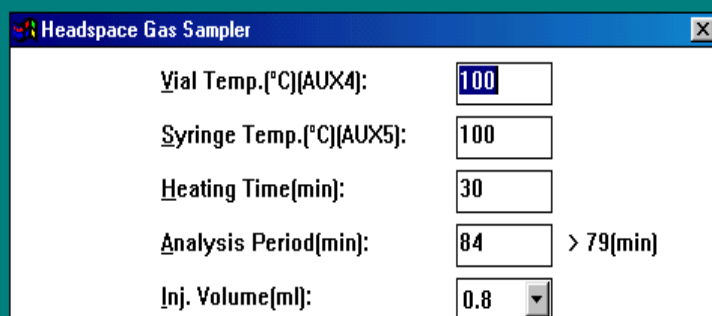 Headspace Gas Sampler
Vial Temp.(°C)(AUX4): 100
Syringe Temp.(°C)(AUX5): 100
Heating Time(min): 30
Analysis Period(min): 84 > 79(min)
Inj. Volume(ml): 0.8